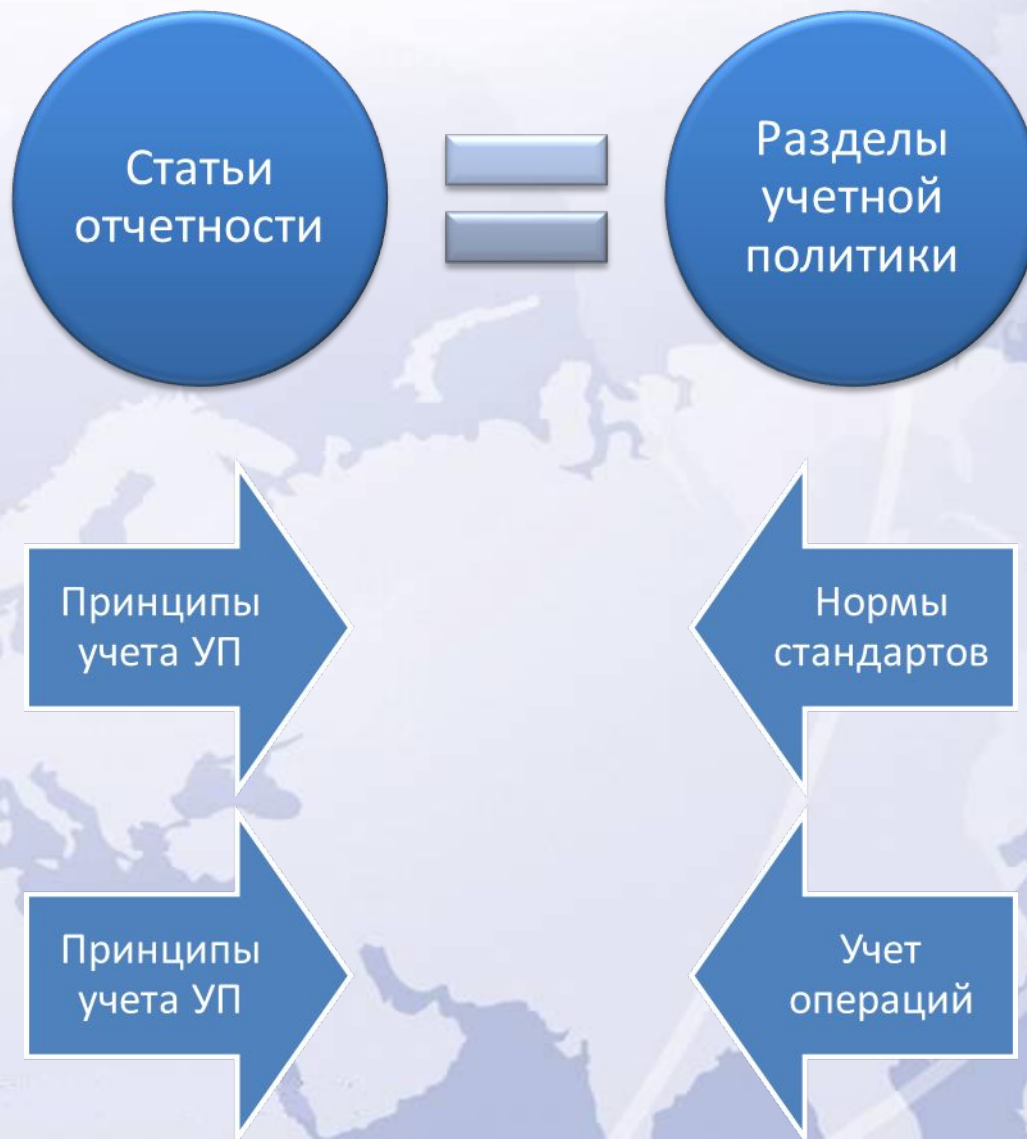 Статьи
отчетности
Разделы
учетной
политики
Принципы
учета УП
Нормы
стандартов
Принципы
учета УП
Учет
операций